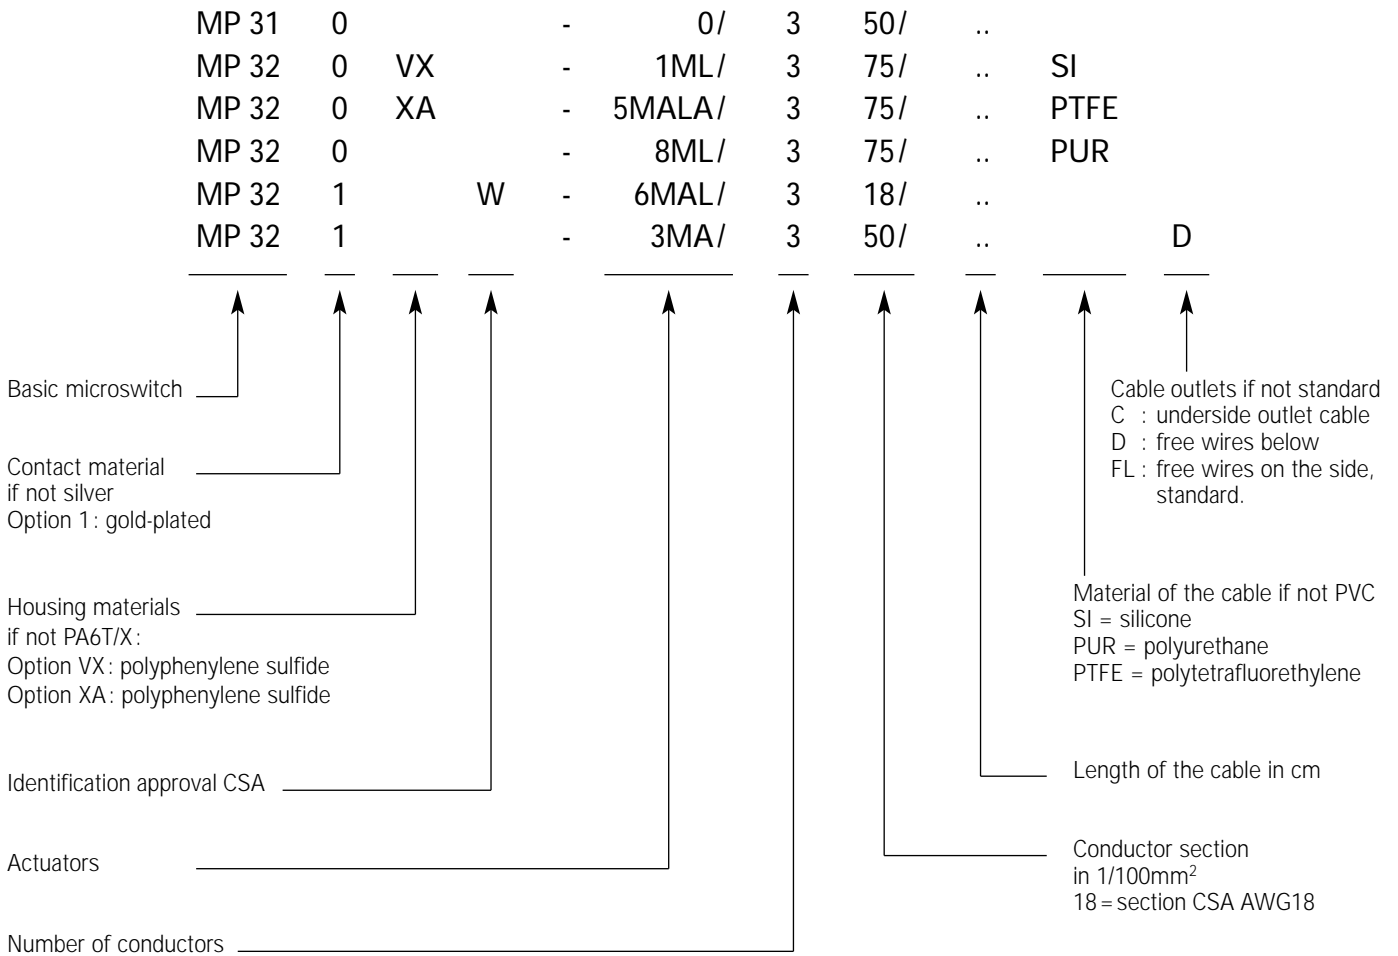 MP 31 0 - 0/ 3 50/ ..
MP 32 0 VX - 1ML/ 3 75/ .. SI
MP 32 0 XA - 5MALA/ 3 75/ .. PTFE
MP 32 0 - 8ML/ 3 75/ .. PUR
MP 32 1 W - 6MAL/ 3 18/ ..
MP 32 1 - 3MA/ 3 50/ .. D
Basic microswitch
Contact material
if not silver
Option 1: gold-plated
Housing materials
if not PA6T/X:
Option VX: polyphenylene sulfide
Option XA: polyphenylene sulfide
Identification approval CSA
Actuators
Number of conductors
Cable outlets if not standard
C : underside outlet cable
D : free wires below
FL : free wires on the side,
standard.
Material of the cable if not PVC
SI = silicone
PUR = polyurethane
PTFE = polytetrafluorethylene
Length of the cable in cm
Conductor section
in 1/100mm²
18 = section CSA AWG18